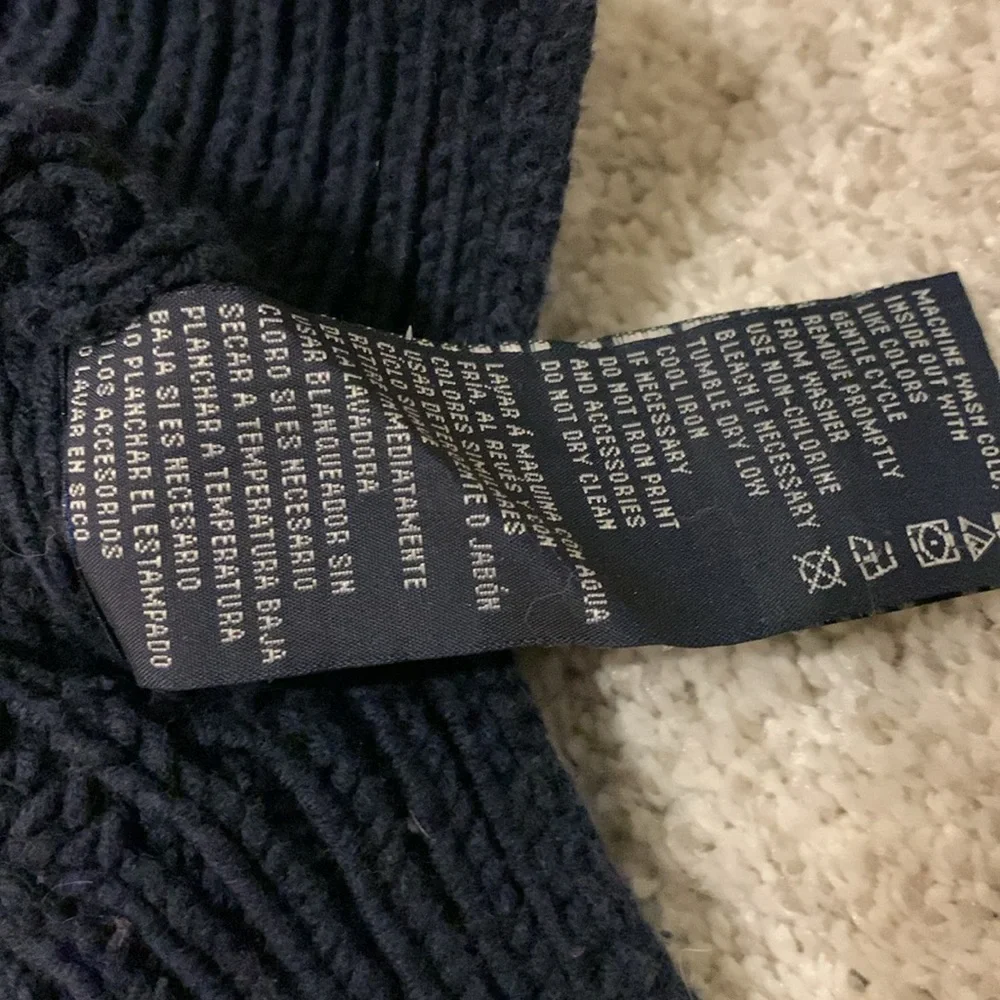 MACHINE WASH COLD
INSIDE OUT WITH
LIKE COLORS
GENTLE CYCLE
REMOVE PROMPTLY
FROM WASHER
USE NON-CHLORINE
BLEACH IF NECESSARY
TUMBLE DRY LOW
COOL IRON
IF NECESSARY
DO NOT IRON PRINT
AND ACCESSORIES
DO NOT DRY CLEAN
LAVAR Á MAQUINA CON AGUA
FRÍA, AL REVÉS Y CON
COLORES SIMILARES
USAR DETERGENTE O JABÓN
CICLO SUAVE
RETIRE INMEDIATAMENTE
DE LA LAVADORA
USAR BLANQUEADOR SIN
CLORO SI ES NECESARIO
SECAR A TEMPERATURA BAJA
PLANCHAR A TEMPERATURA
BAJA SI ES NECESARIO
NO PLANCHAR EL ESTAMPADO
O LOS ACCESORIOS
NO LAVAR EN SECO